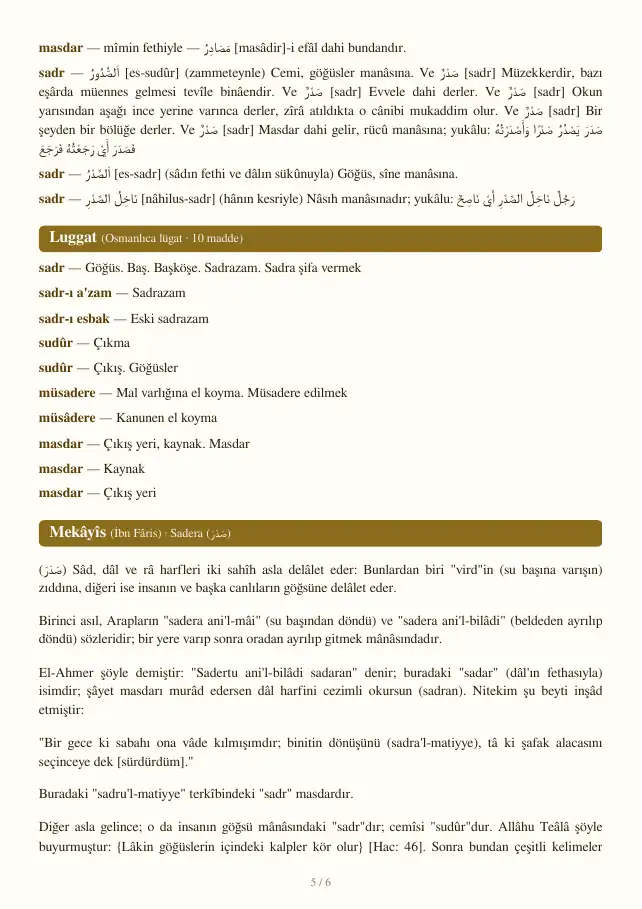 masdar — mîmin fethiyle — مَصَادِرُ [masâdir]-i efâl dahi bundandır.
sadr — اَلصُّدُورُ [es-sudûr] (zammeteynle) Cemi, göğüsler manâsına. Ve صَدْرٌ [sadr] Müzekkerdir, bazı
eşârda müennes gelmesi tevîle binâendir. Ve صَدْرٌ [sadr] Evvele dahi derler. Ve صَدْرٌ [sadr] Okun
yarısından aşağı ince yerine varınca derler, zîrâ atıldıkta o cânibi mukaddim olur. Ve صَدْرٌ [sadr] Bir
şeyden bir bölüğe derler. Ve صَدْرٌ [sadr] Masdar dahi gelir, rücû manâsına; yukâlu: صَدَرَ يَصْدُرُ صَدْرًا وَأَصْدَرْتُهُ
فَصَدَرَ أَيْ رَجَعْتُهُ فَرَجَعَ
sadr — اَلصَّدْرُ [es-sadr] (sâdın fethi ve dâlın sükûnuyla) Göğüs, sîne manâsına.
sadr — نَاخِلُ الصَّدْرِ [nâhilus-sadr] (hânın kesriyle) Nâsıh manâsınadır; yukâlu: رَجُلٌ نَاخِلُ الصَّدْرِ أَيْ نَاصِحٌ
Luggat (Osmanlıca lügat · 10 madde)
sadr — Göğüs. Baş. Başköşe. Sadrazam. Sadra şifa vermek
sadr-ı a'zam — Sadrazam
sadr-ı esbak — Eski sadrazam
sudûr — Çıkma
sudûr — Çıkış. Göğüsler
müsadere — Mal varlığına el koyma. Müsadere edilmek
müsâdere — Kanunen el koyma
masdar — Çıkış yeri, kaynak. Masdar
masdar — Kaynak
masdar — Çıkış yeri
Mekâyîs (İbn Fâris) · Sadera (صَدَرَ)
(صَدَرَ) Sâd, dâl ve râ harfleri iki sahîh asla delâlet eder: Bunlardan biri "vird"in (su başına varışın)
zıddına, diğeri ise insanın ve başka canlıların göğsüne delâlet eder.
Birinci asıl, Arapların "sadera ani'l-mâi" (su başından döndü) ve "sadera ani'l-bilâdi" (beldeden ayrılıp
döndü) sözleridir; bir yere varıp sonra oradan ayrılıp gitmek mânâsındadır.
El-Ahmer şöyle demiştir: "Sadertu ani'l-bilâdi sadaran" denir; buradaki "sadar" (dâl'ın fethasıyla)
isimdir; şâyet masdarı murâd edersen dâl harfini cezimli okursun (sadran). Nitekim şu beyti inşâd
etmiştir:
"Bir gece ki sabahı ona vâde kılmışımdır; binitin dönüşünü (sadra'l-matiyye), tâ ki şafak alacasını
seçinceye dek [sürdürdüm]."
Buradaki "sadru'l-matiyye" terkîbindeki "sadr" masdardır.
Diğer asla gelince; o da insanın göğsü mânâsındaki "sadr"dır; cemîsi "sudûr"dur. Allâhu Teâlâ şöyle
buyurmuştur: {Lâkin göğüslerin içindeki kalpler kör olur} [Hac: 46]. Sonra bundan çeşitli kelimeler
5 / 6